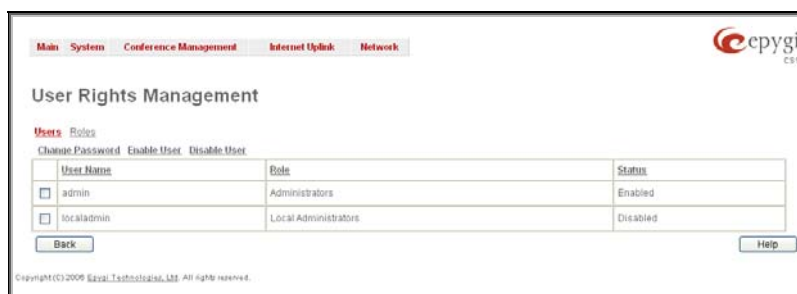 Main System Conference Management Internet Uplink Network
epygi
User Rights Management
Users Roles
Change Password Enable User Disable User
User Name Role Status
admin Administrators Enabled
localadmin Local Administrators Disabled
Back Help
Copyright (C) 2006 Epygi Technologies, Ltd. All rights reserved.